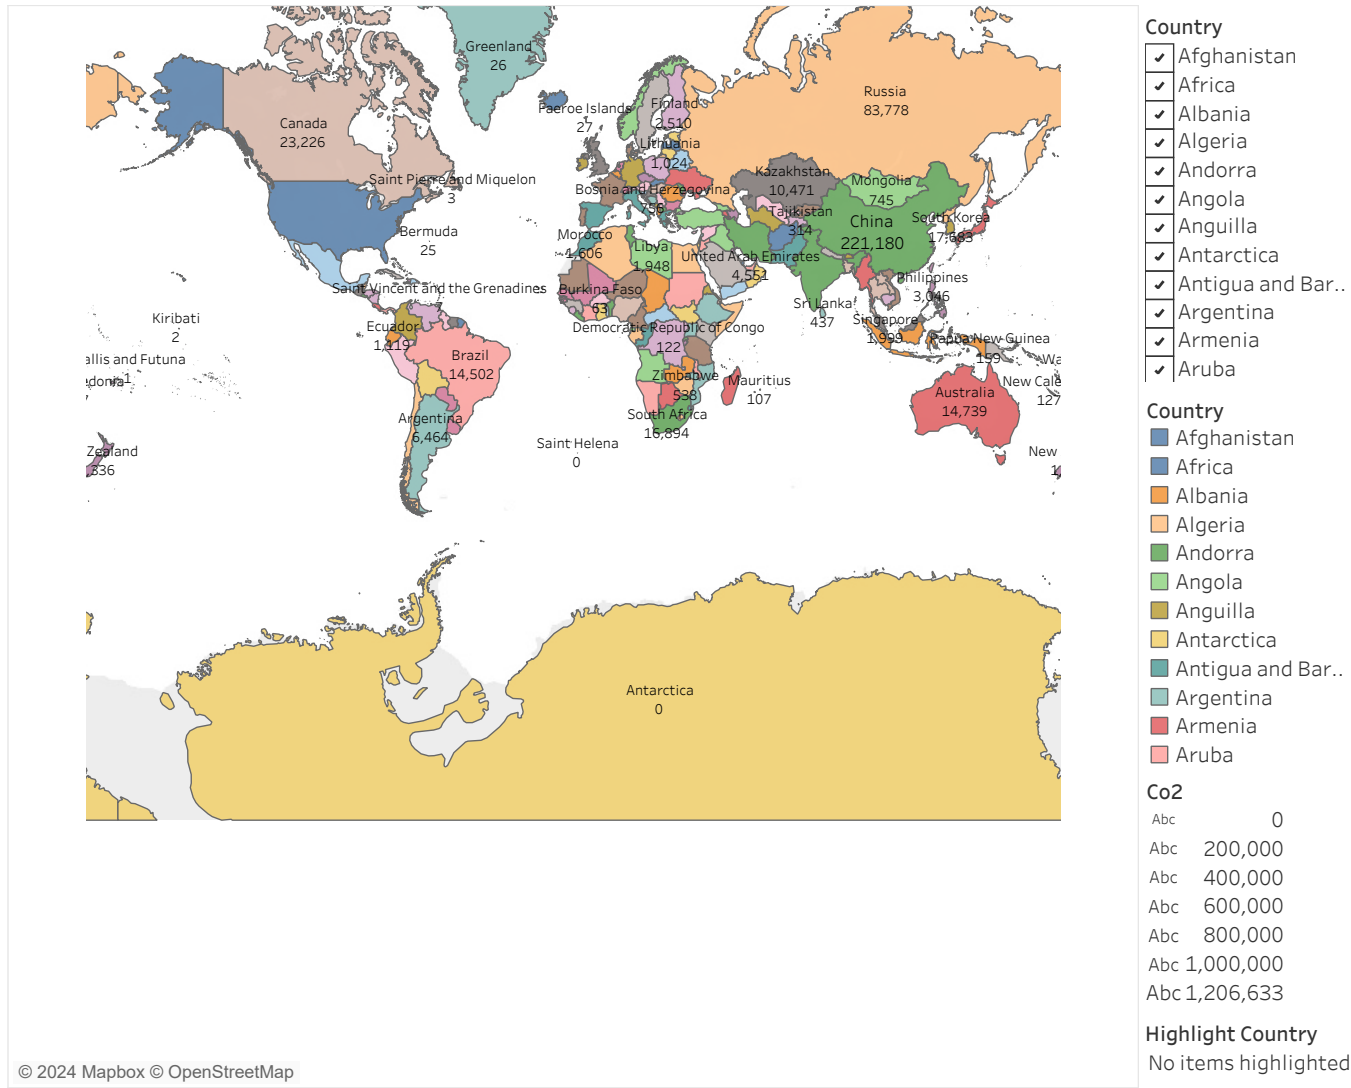 Greenland
26
Faeroe Islands
27
Finland
2,510
Russia
83,778
Canada
23,226
Lithuania
1,024
Saint Pierre and Miquelon
3
Bosnia and Herzegovina
Kazakhstan
10,471
Mongolia
745
Bermuda
25
Tajikistan
314
China
221,180
South Korea
17,683
Morocco
1,606
Libya
1,948
United Arab Emirates
4,551
Saint Vincent and the Grenadines
Burkina Faso
63
Philippines
3,046
Sri Lanka
437
Kiribati
2
Ecuador
1,119
Democratic Republic of Congo
122
Singapore
1,999
Papua New Guinea
159
allis and Futuna
1
edonia
Wa
Brazil
14,502
Zimbabwe
538
Mauritius
107
Australia
14,739
New Cale
127
Argentina
6,464
South Africa
16,894
Saint Helena
0
Zealand
,336
New
1,
Antarctica
0
Country
Afghanistan
Africa
Albania
Algeria
Andorra
Angola
Anguilla
Antarctica
Antigua and Bar..
Argentina
Armenia
Aruba
Country
Afghanistan
Africa
Albania
Algeria
Andorra
Angola
Anguilla
Antarctica
Antigua and Bar..
Argentina
Armenia
Aruba
Co2
Abc 0
Abc 200,000
Abc 400,000
Abc 600,000
Abc 800,000
Abc 1,000,000
Abc 1,206,633
Highlight Country
No items highlighted
© 2024 Mapbox © OpenStreetMap